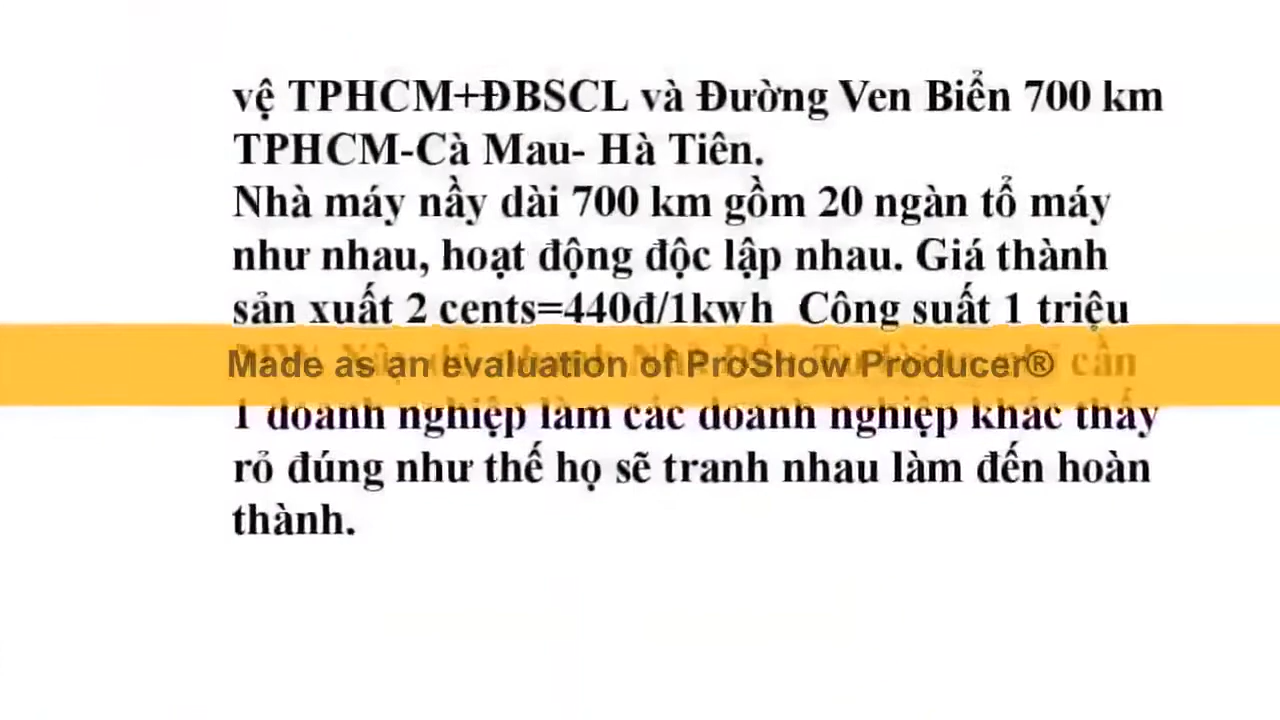 vệ TPHCM+ĐBSCL và Đường Ven Biển 700 km
TPHCM-Cà Mau- Hà Tiên.
Nhà máy nầy dài 700 km gồm 20 ngàn tổ máy
như nhau, hoạt động độc lập nhau. Giá thành
sản xuất 2 cents=440đ/1kwh Công suất 1 triệu
Made as an evaluation of ProShow Producer®
cần
1 doanh nghiệp làm các doanh nghiệp khác thấy
rỏ đúng như thế họ sẽ tranh nhau làm đến hoàn
thành.